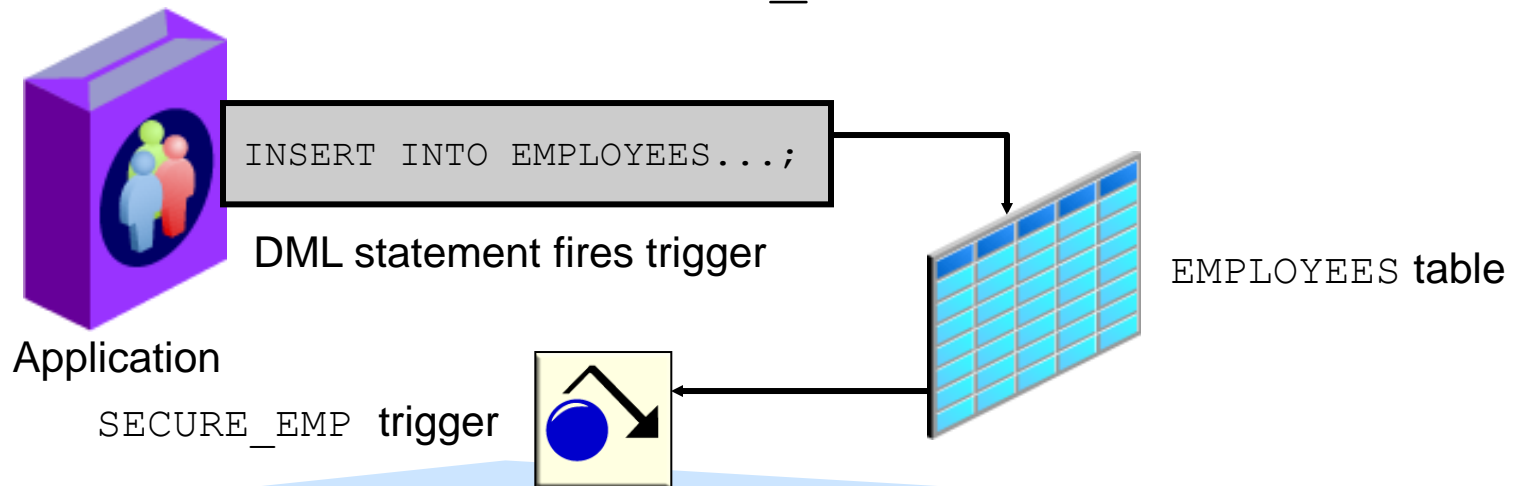 INSERT INTO EMPLOYEES...;
DML statement fires trigger
EMPLOYEES table
Application
SECURE_EMP trigger